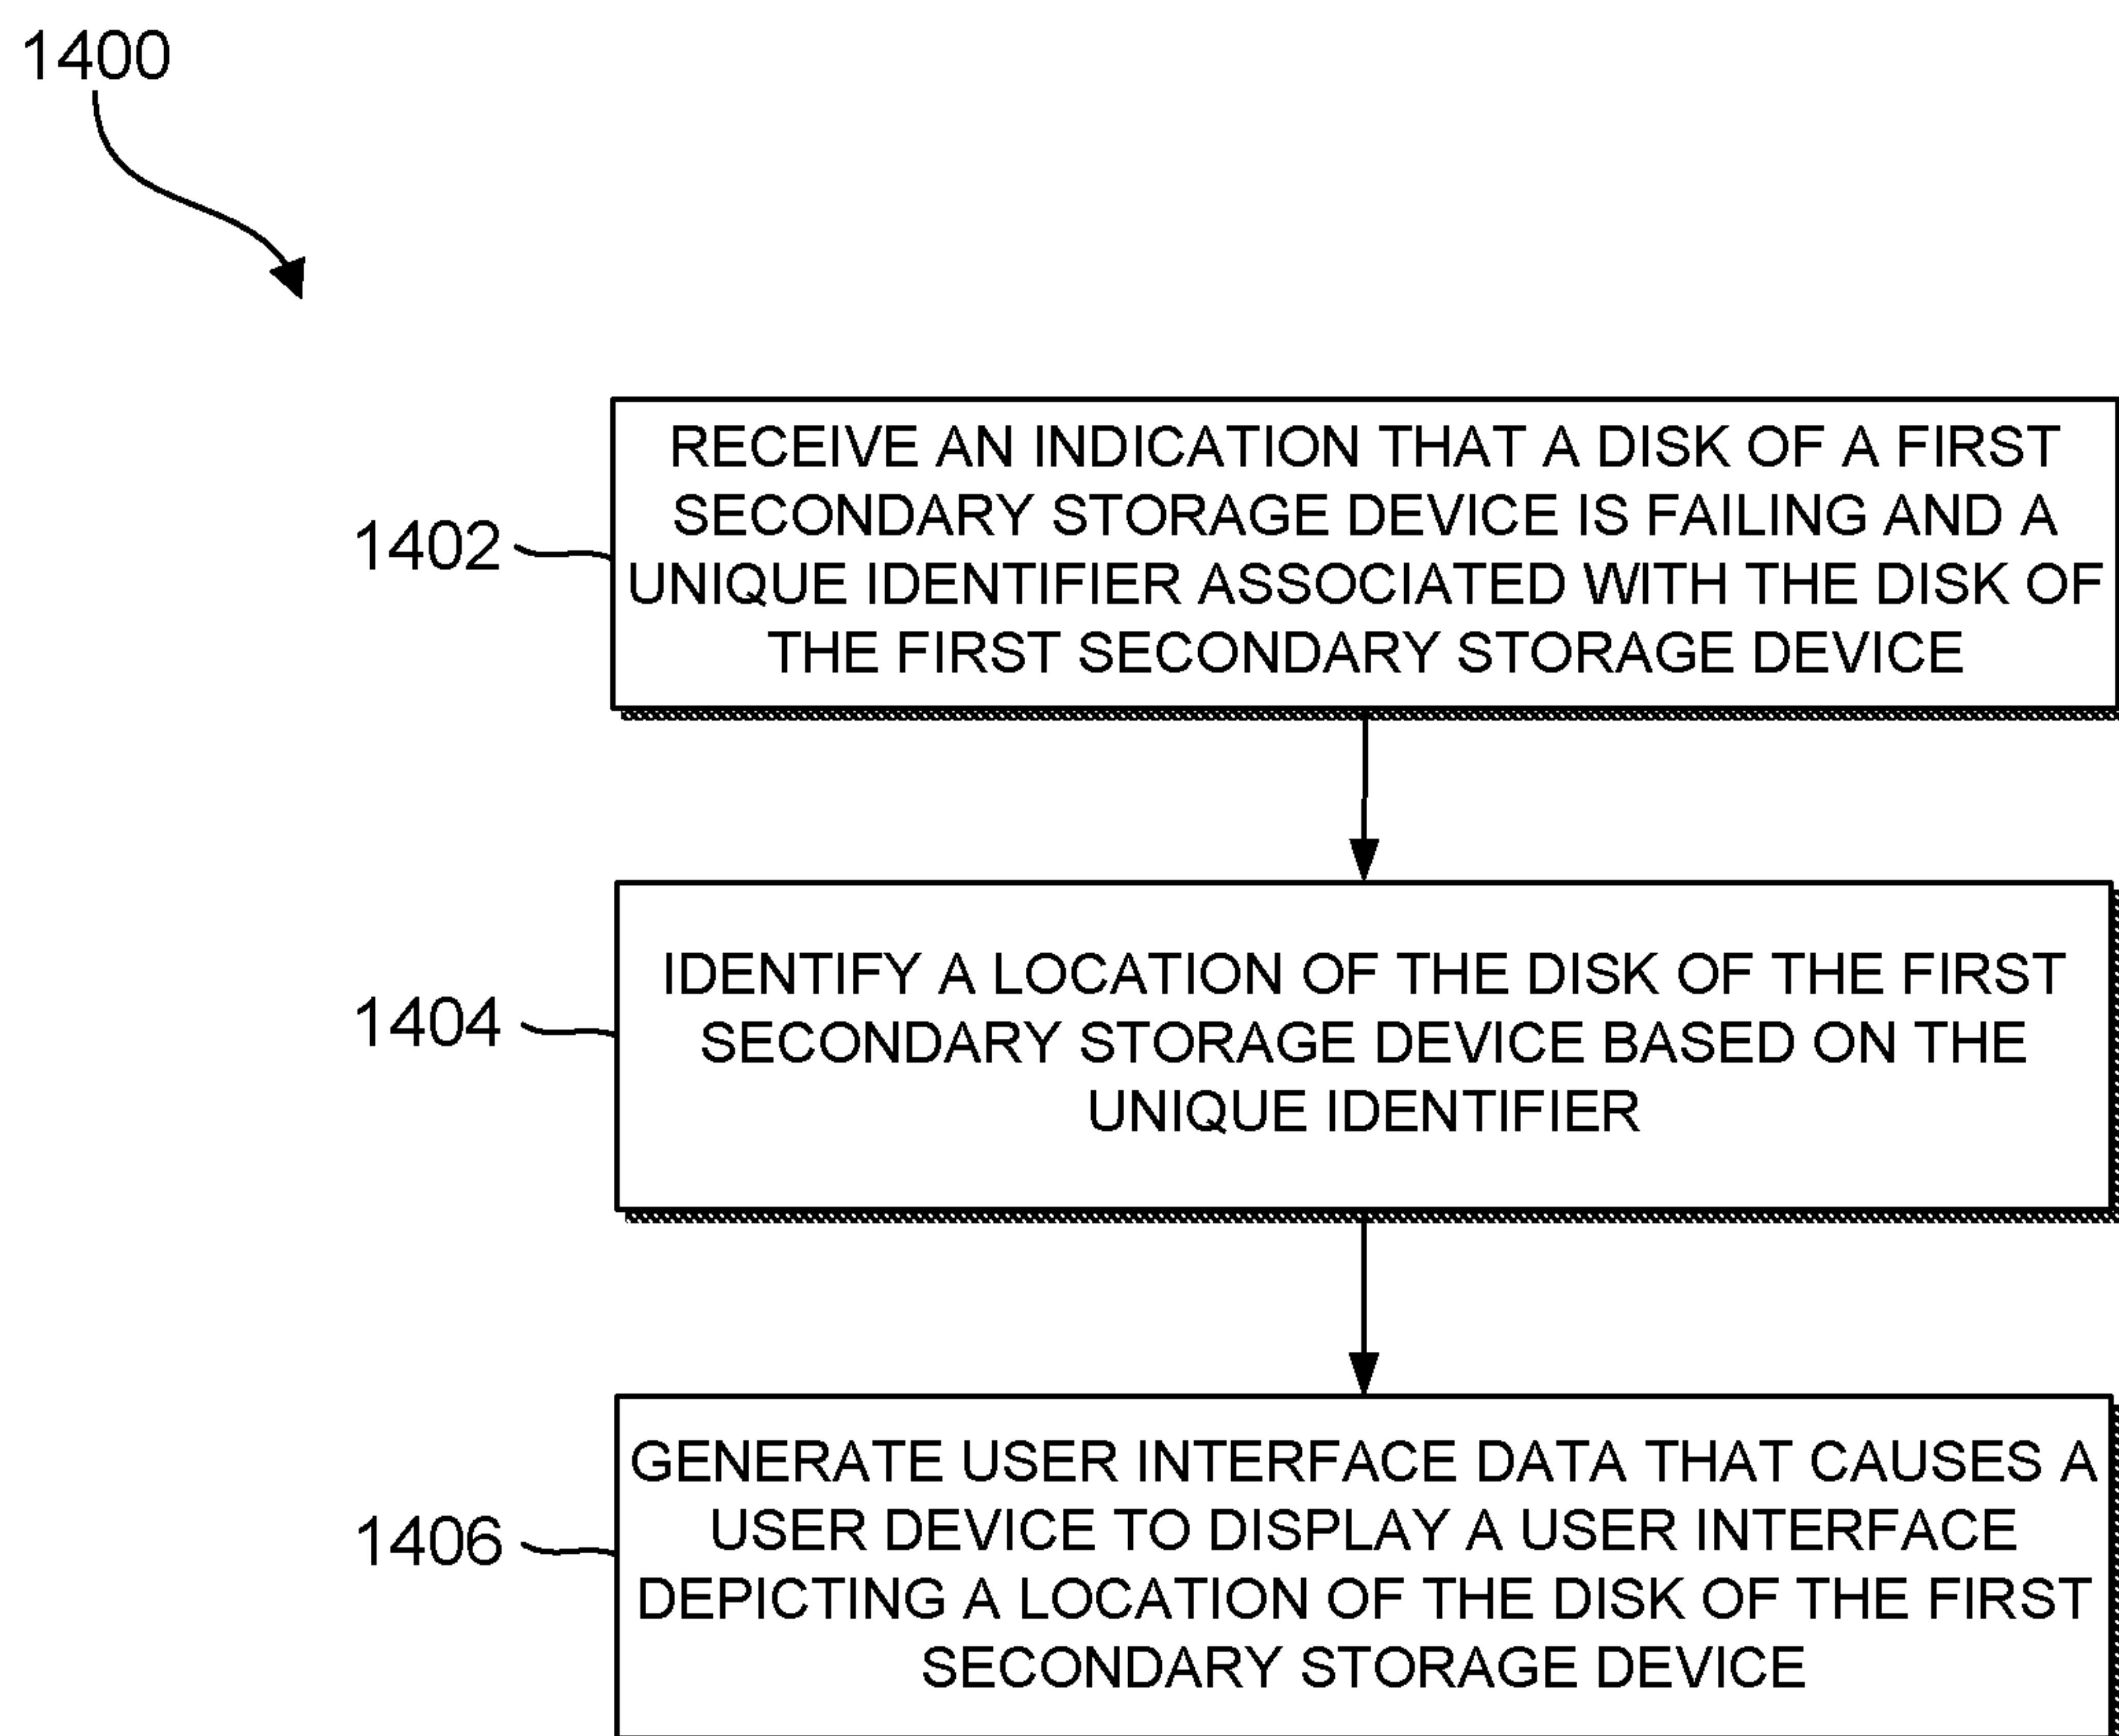 1400
1402
RECEIVE AN INDICATION THAT A DISK OF A FIRST
SECONDARY STORAGE DEVICE IS FAILING AND A
UNIQUE IDENTIFIER ASSOCIATED WITH THE DISK OF
THE FIRST SECONDARY STORAGE DEVICE
1404
IDENTIFY A LOCATION OF THE DISK OF THE FIRST
SECONDARY STORAGE DEVICE BASED ON THE
UNIQUE IDENTIFIER
1406
GENERATE USER INTERFACE DATA THAT CAUSES A
USER DEVICE TO DISPLAY A USER INTERFACE
DEPICTING A LOCATION OF THE DISK OF THE FIRST
SECONDARY STORAGE DEVICE